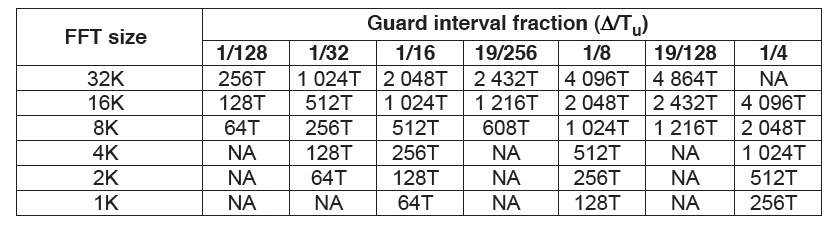 FFT size Guard interval fraction (Δ/Tu)
1/128 1/32 1/16 19/256 1/8 19/128 1/4
32K 256T 1 024T 2 048T 2 432T 4 096T 4 864T NA
16K 128T 512T 1 024T 1 216T 2 048T 2 432T 4 096T
8K 64T 256T 512T 608T 1 024T 1 216T 2 048T
4K NA 128T 256T NA 512T NA 1 024T
2K NA 64T 128T NA 256T NA 512T
1K NA NA 64T NA 128T NA 256T